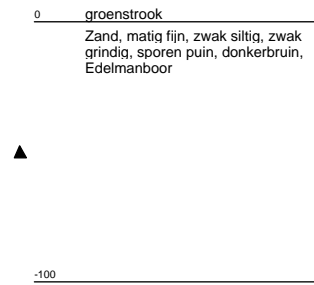 0 groenstrook
Zand, matig fijn, zwak siltig, zwak
grindig, sporen puin, donkerbruin,
Edelmanboor
-100